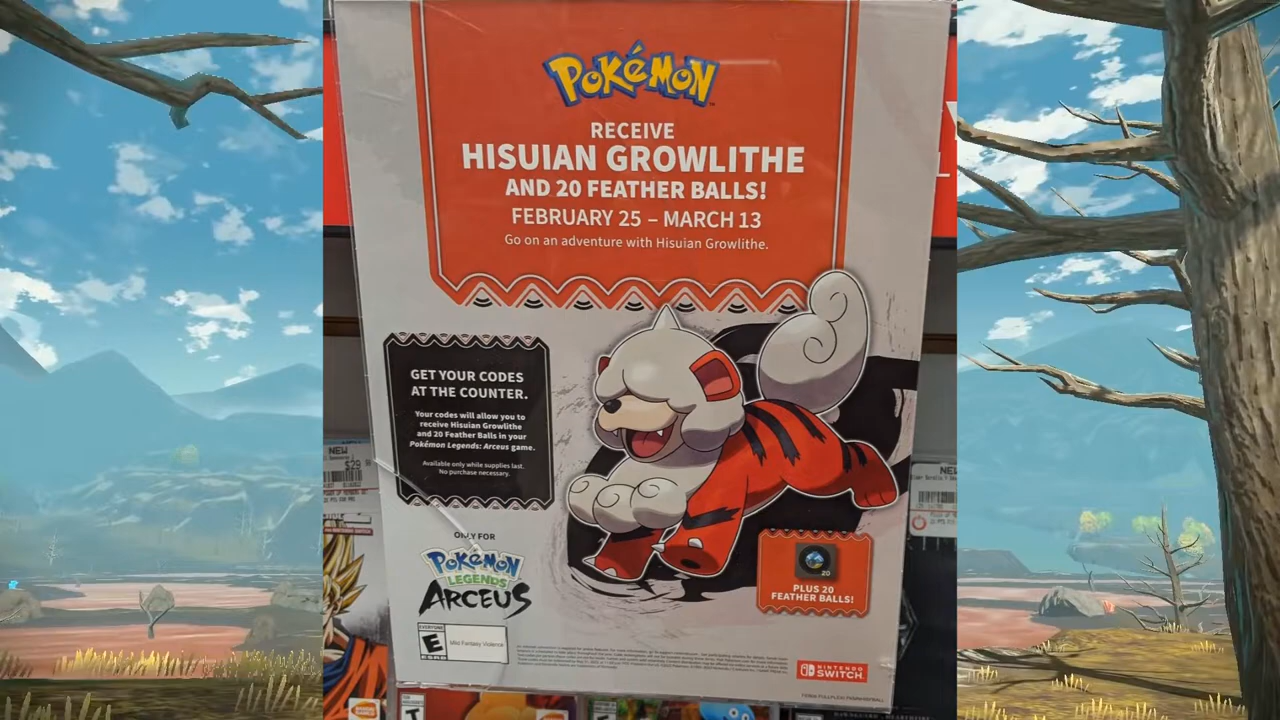 POKéMON
RECEIVE
HISUIAN GROWLITHE
AND 20 FEATHER BALLS!
FEBRUARY 25 – MARCH 13
Go on an adventure with Hisuian Growlithe.
GET YOUR CODES
AT THE COUNTER.
Your codes will allow you to
receive Hisuian Growlithe
and 20 Feather Balls in your
Pokémon Legends: Arceus game.
Available only while supplies last.
No purchase necessary.
ONLY FOR
POKéMON
LEGENDS
ARCEUS
20
PLUS 20
FEATHER BALLS!
EVERYONE
E
ESRB
Mild Fantasy Violence
NINTENDO
SWITCH
NEW
$29
T